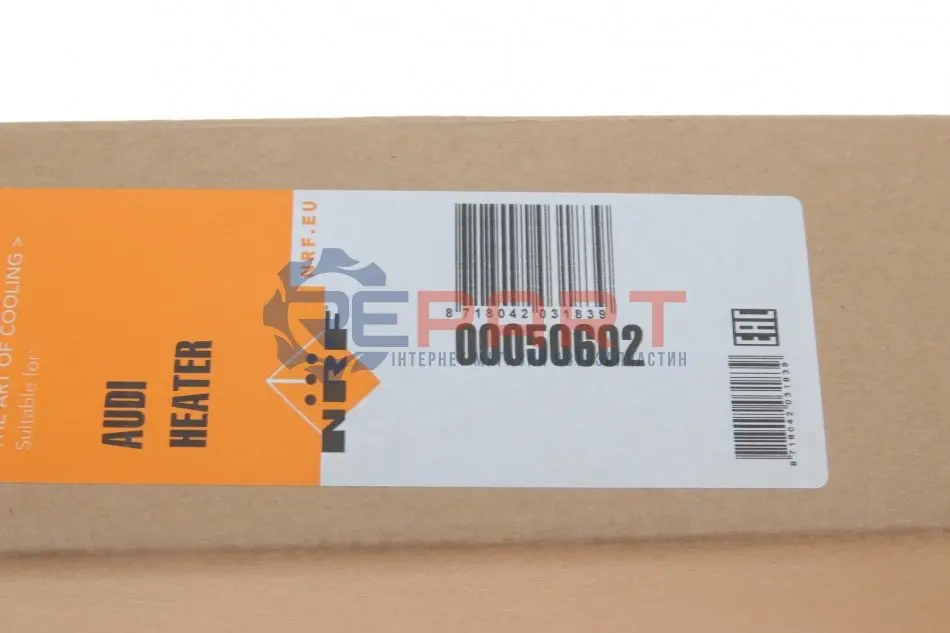 THE ART OF COOLING >
Suitable for:
AUDI
HEATER
NRF.EU
NRF
8 718042 031839
00050602
EAC
8 718042 031839
DEPART